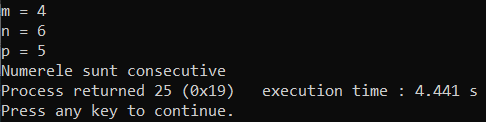 m = 4
n = 6
p = 5
Numerele sunt consecutive
Process returned 25 (0x19)   execution time : 4.441 s
Press any key to continue.